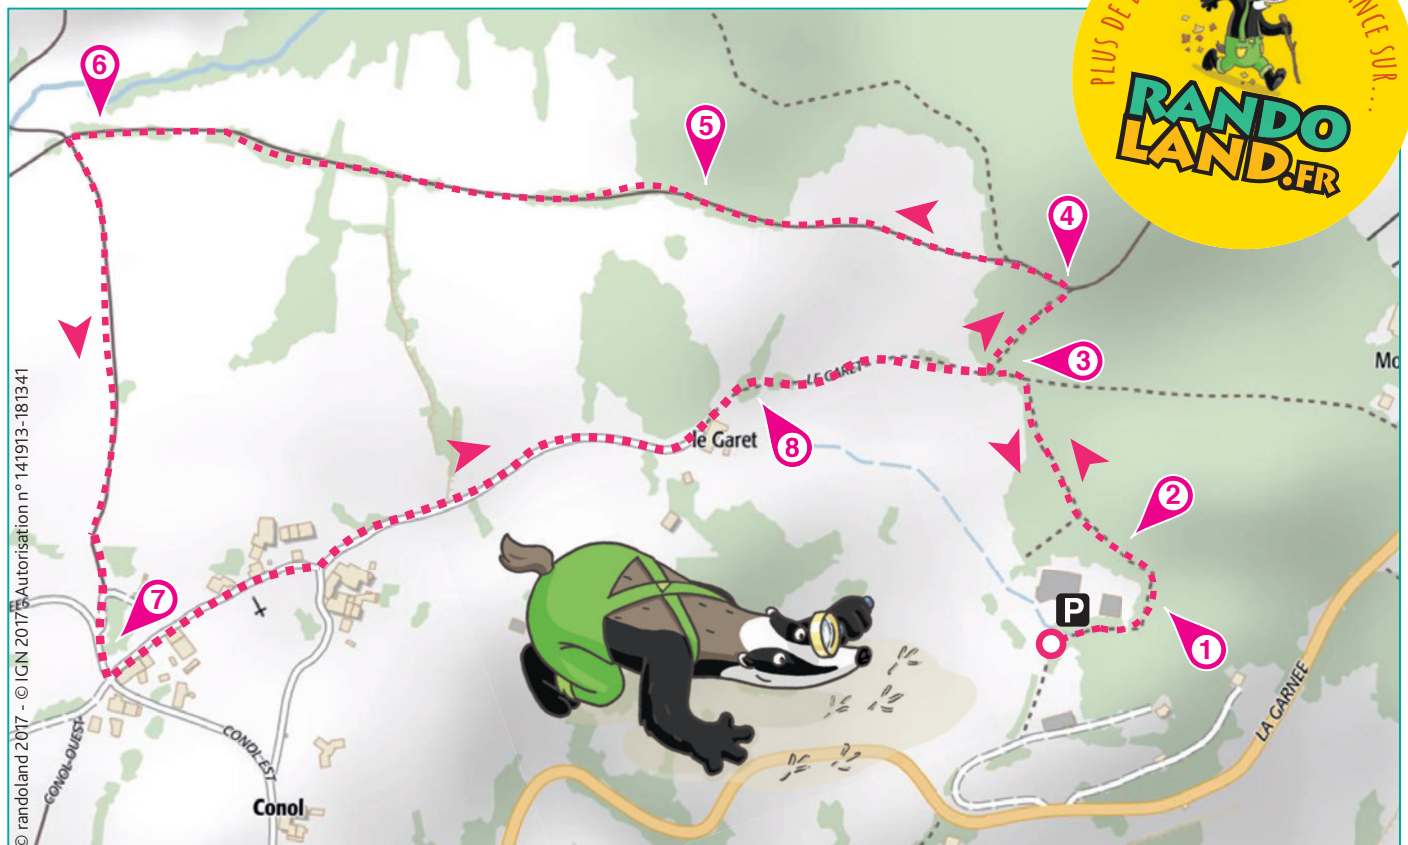 PLUS DE
ANCE SUR...
RANDO
LAND.FR
6
5
4
3
Mo
LE GARET
le Garet
8
2
P
1
7
CONOL OUEST
CONOL EST
Conol
LA GARNEE
© randoland 2017 - © IGN 2017 - Autorisation n° 141913-181341